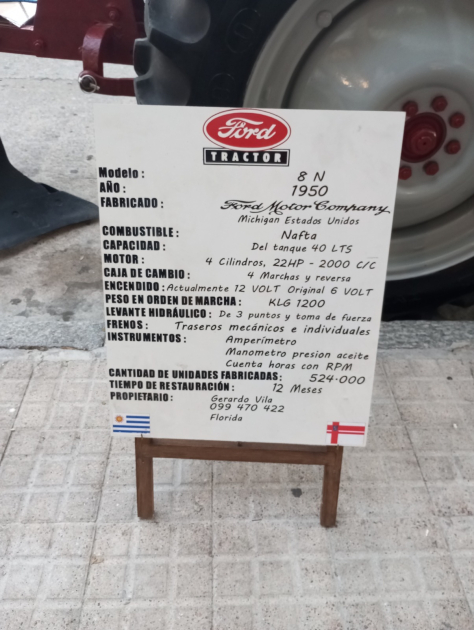 Ford
TRACTOR
Modelo: 8 N
AÑO: 1950
FABRICADO: Ford Motor Company
Michigan Estados Unidos
COMBUSTIBLE: Nafta
CAPACIDAD: Del tanque 40 LTS
MOTOR: 4 Cilindros, 22HP - 2000 C/C
CAJA DE CAMBIO: 4 Marchas y reversa
ENCENDIDO: Actualmente 12 VOLT Original 6 VOLT
PESO EN ORDEN DE MARCHA: KLG 1200
LEVANTE HIDRÁULICO: De 3 puntos y toma de fuerza
FRENOS: Traseros mecánicos e individuales
INSTRUMENTOS: Amperímetro
Manometro presion aceite
Cuenta horas con RPM
CANTIDAD DE UNIDADES FABRICADAS: 524.000
TIEMPO DE RESTAURACIÓN: 12 Meses
PROPIETARIO: Gerardo Vila
099 470 422
Florida